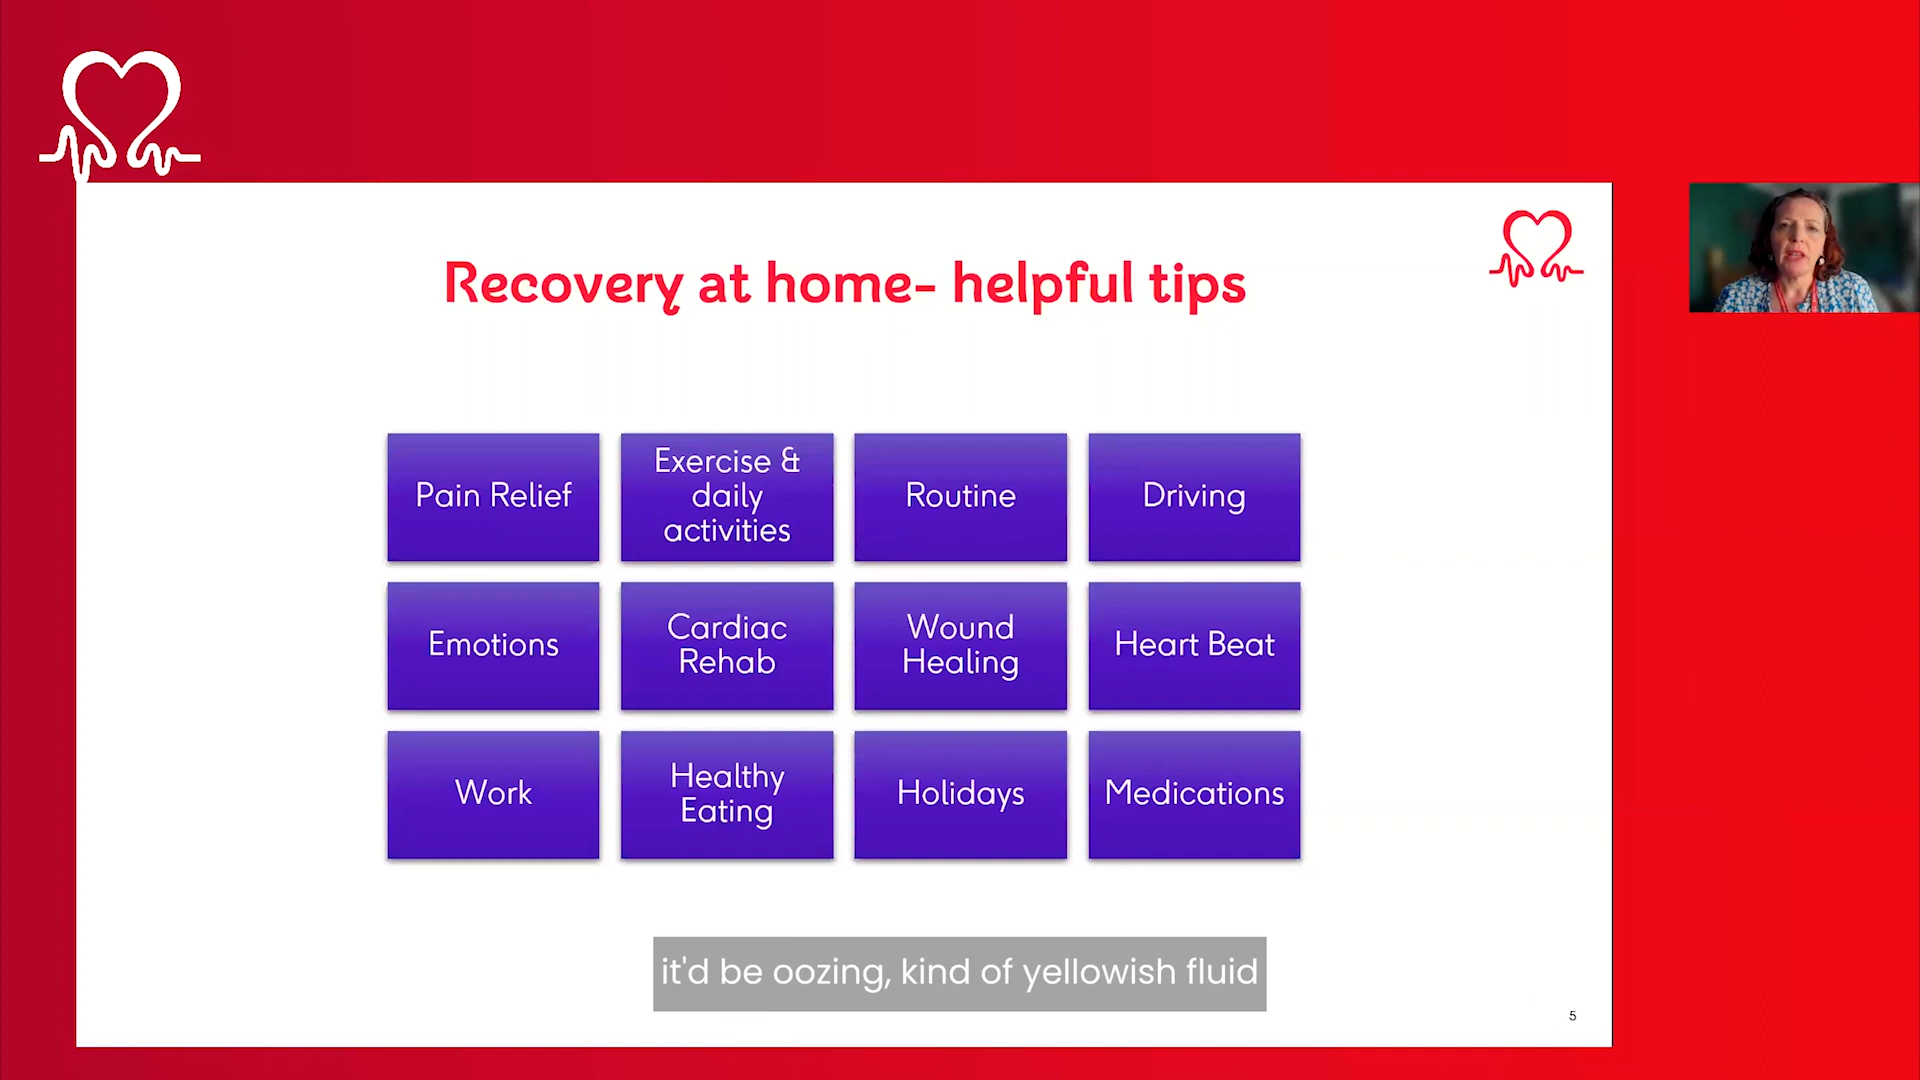 Recovery at home- helpful tips
Pain Relief
Exercise &
daily
activities
Routine
Driving
Emotions
Cardiac
Rehab
Wound
Healing
Heart Beat
Work
Healthy
Eating
Holidays
Medications
it'd be oozing, kind of yellowish fluid
5